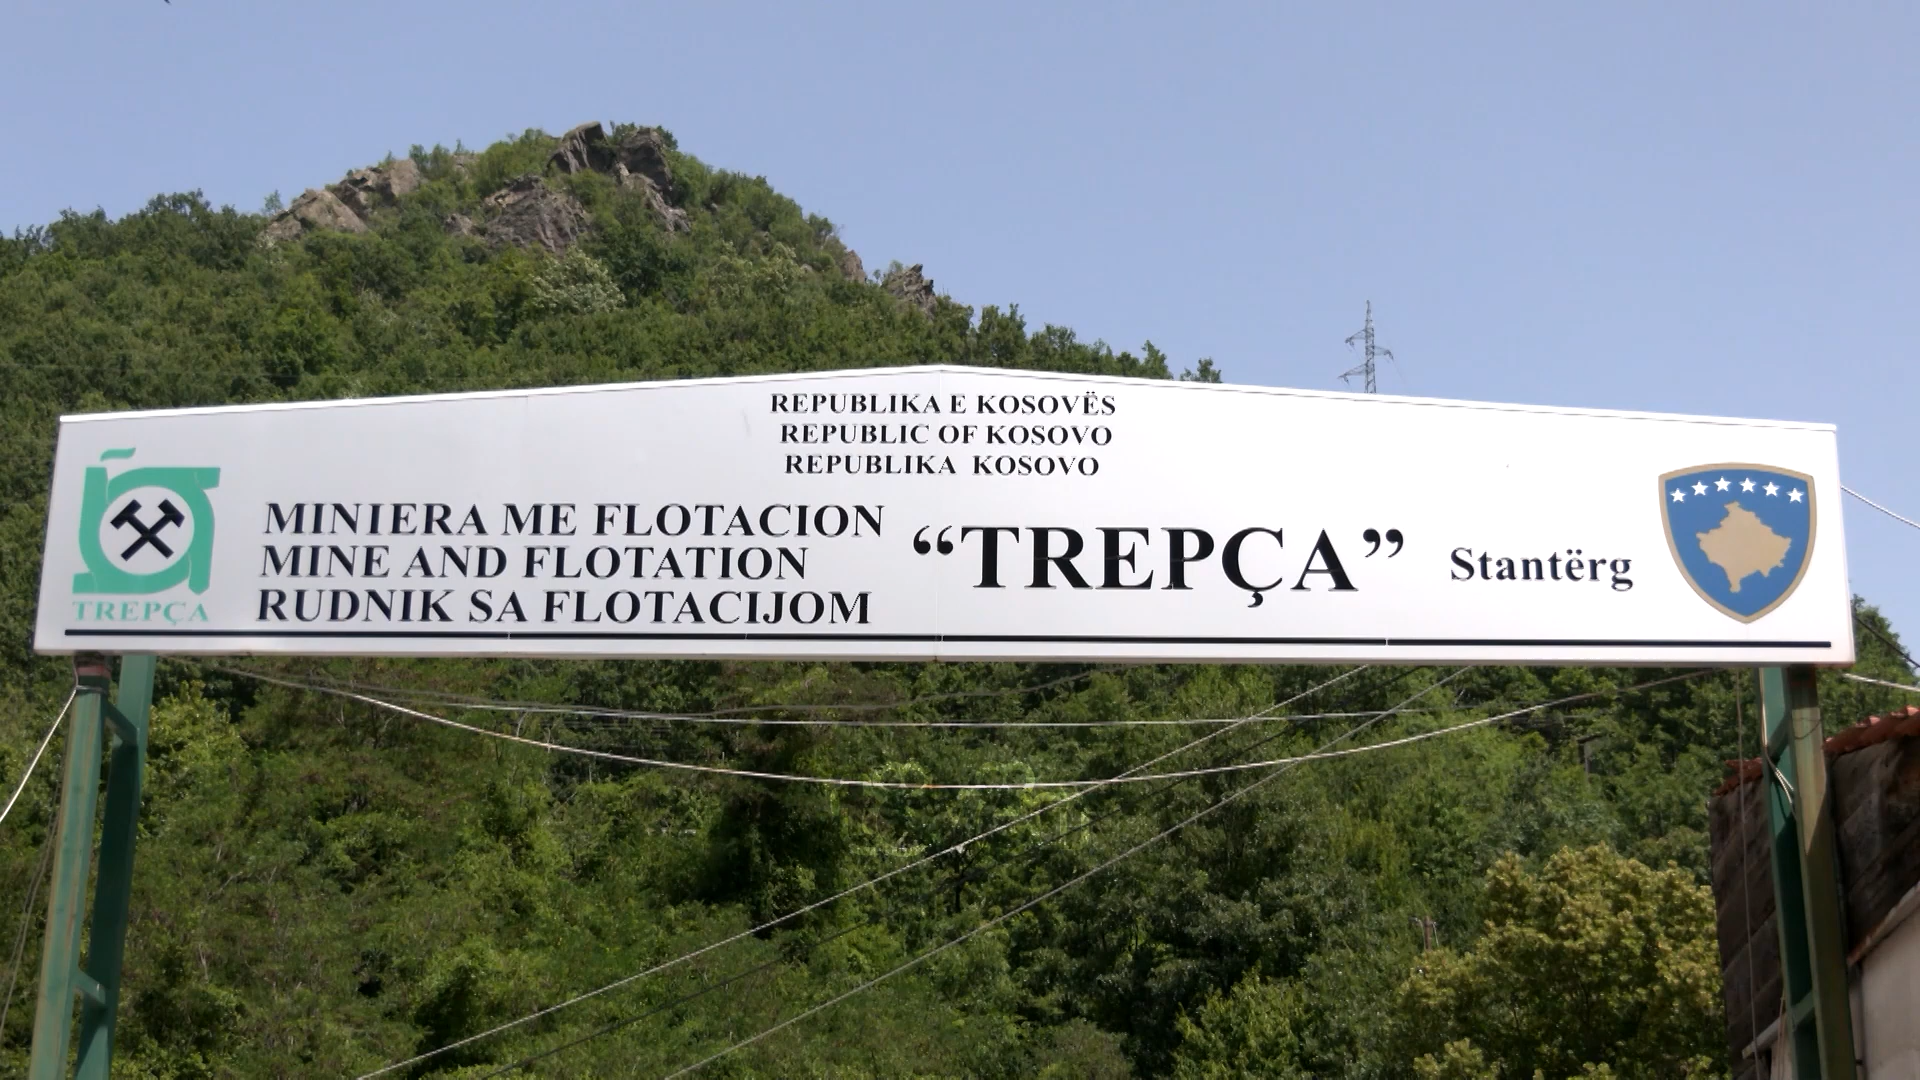 REPUBLIKA E KOSOVËS
REPUBLIC OF KOSOVO
REPUBLIKA KOSOVO
TREPÇA
MINIERA ME FLOTACION
MINE AND FLOTATION
RUDNIK SA FLOTACIJOM
“TREPÇA”
Stantërg